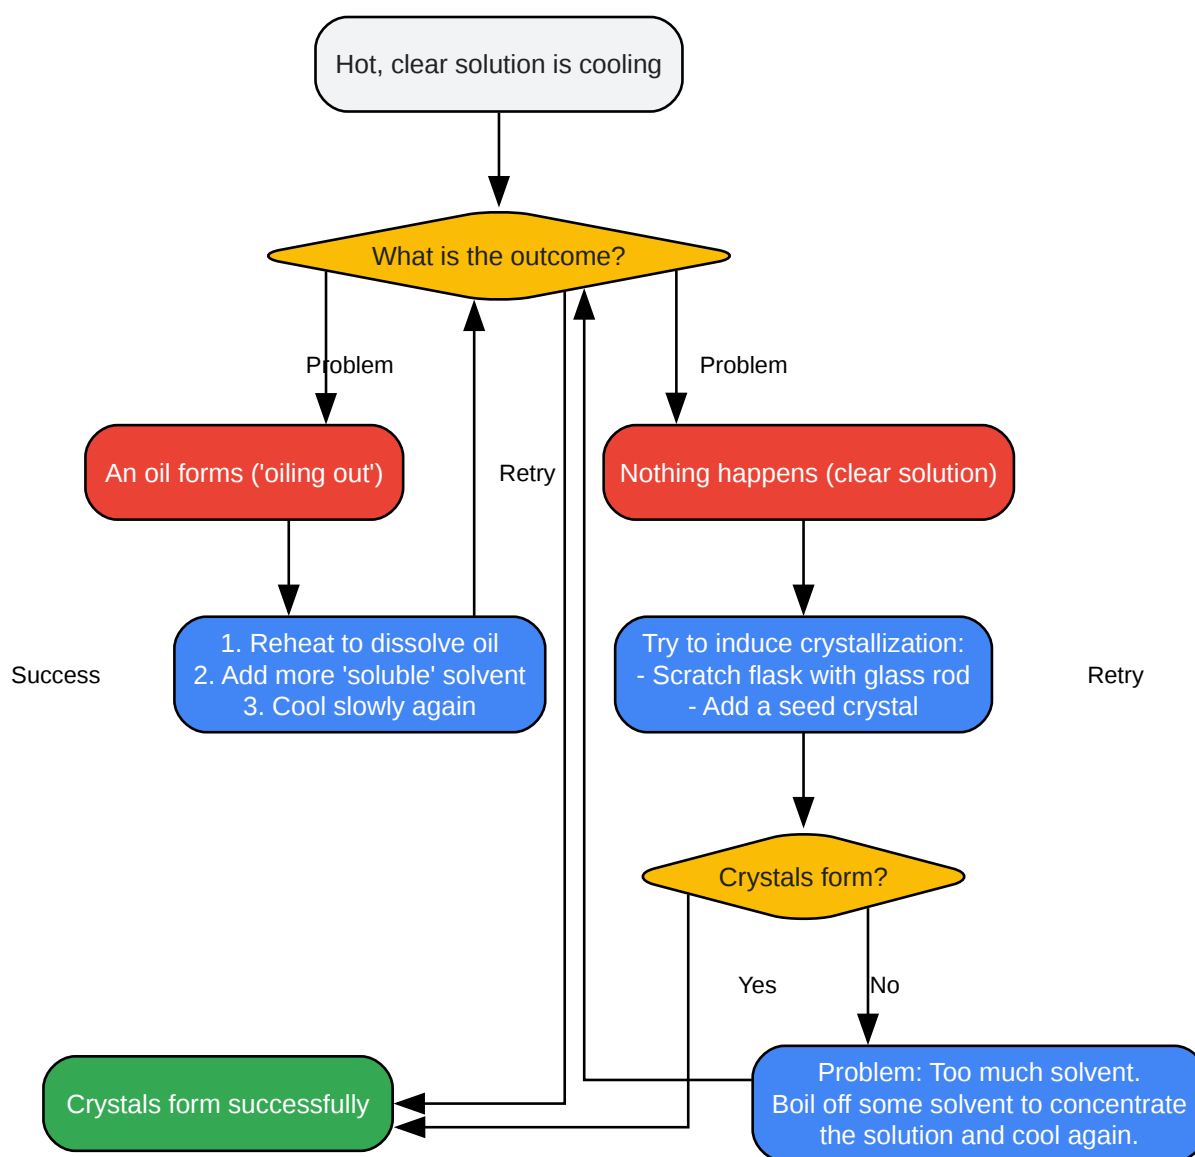 Hot, clear solution is cooling
What is the outcome?
Problem
Problem
An oil forms ('oiling out')
Retry
Nothing happens (clear solution)
1. Reheat to dissolve oil
2. Add more 'soluble' solvent
3. Cool slowly again
Try to induce crystallization:
- Scratch flask with glass rod
- Add a seed crystal
Success
Retry
Crystals form?
Yes
No
Crystals form successfully
Problem: Too much solvent.
Boil off some solvent to concentrate
the solution and cool again.